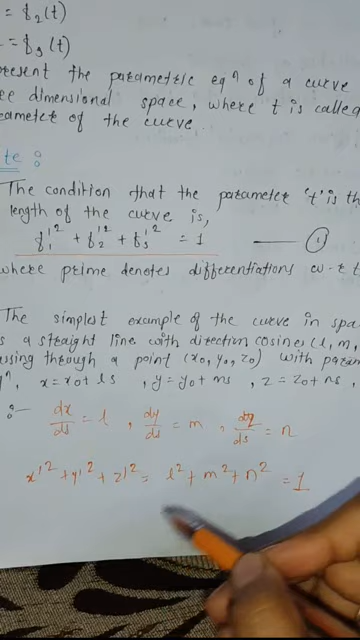 = f₂(t)
= f₃(t)
present the parametric eqⁿ of a curve
dimensional space, where t is called
of the curve.
Note :
The condition that the parameter 't' is the
length of the curve is,
f₁'² + f₂'² + f₃'² = 1 —— ①
where prime denotes differentiations w.r.t
The simplest example of the curve in
is a straight line with direction cosines (l, m,
passing through a point (x₀, y₀, z₀) with
x = x₀ + ls , y = y₀ + ms , z = z₀ + ns ,
:- dx/ds = l , dy/ds = m , dz/ds = n
x'² + y'² + z'² = l² + m² + n² = 1